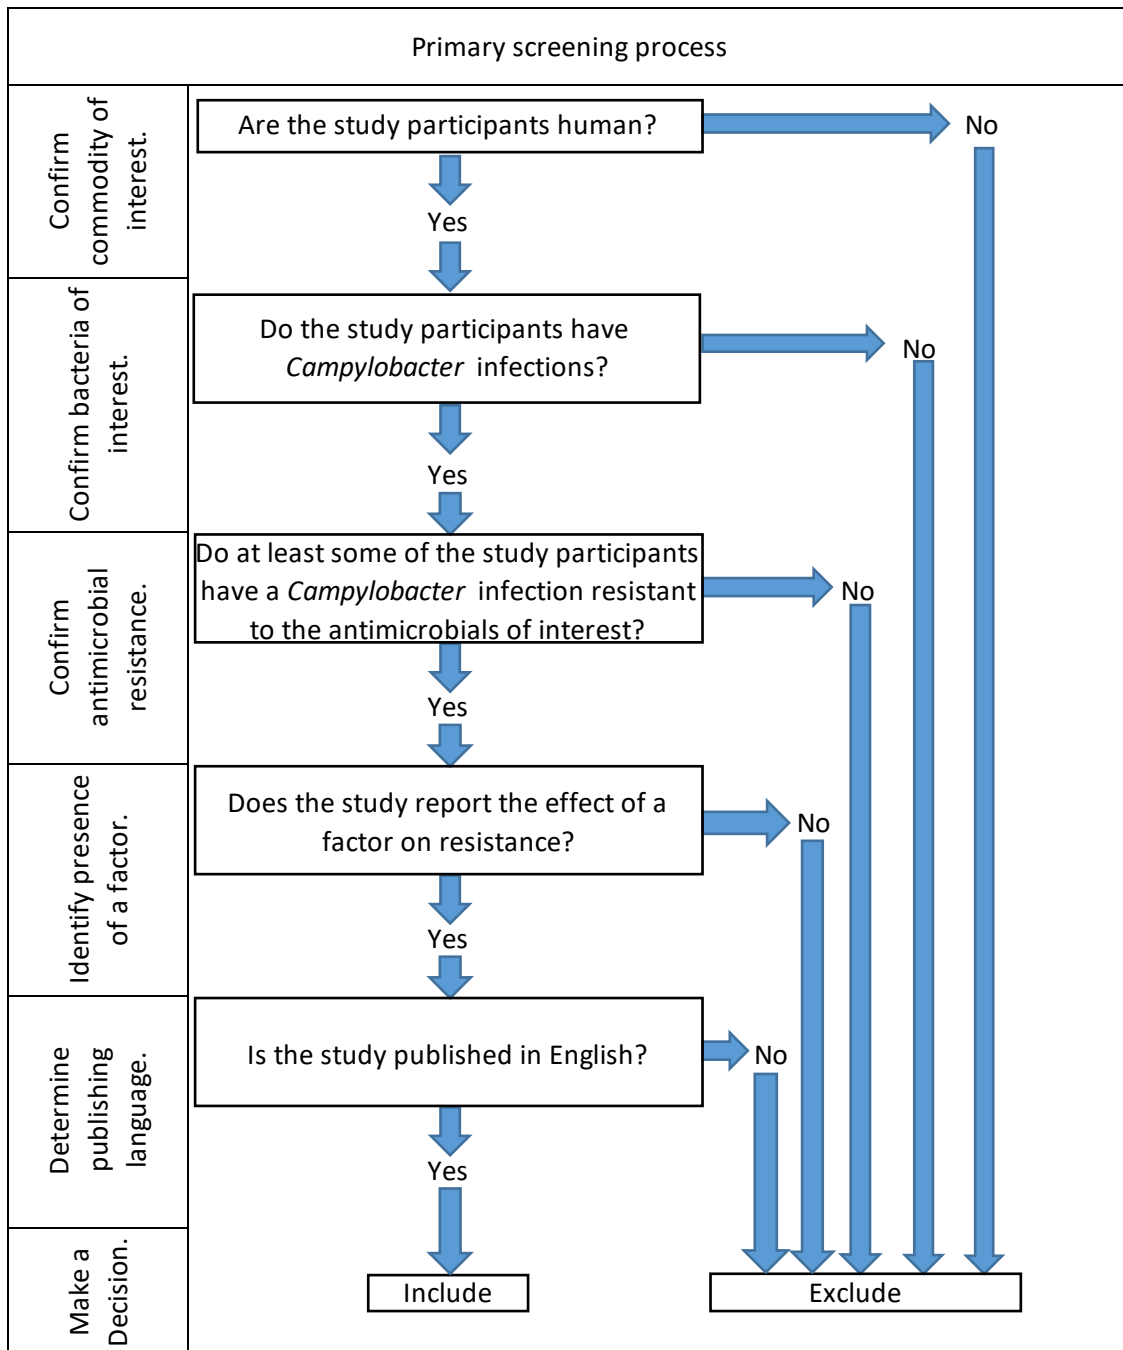 Primary screening process
Confirm
commodity of
interest.
Are the study participants human?
No
Yes
Confirm bacteria of
interest.
Do the study participants have
Campylobacter infections?
No
Yes
Confirm
antimicrobial
resistance.
Do at least some of the study participants
have a Campylobacter infection resistant
to the antimicrobials of interest?
No
Yes
Identify presence
of a factor.
Does the study report the effect of a
factor on resistance?
No
Yes
Determine
publishing
language.
Is the study published in English?
No
Yes
Make a
Decision.
Include
Exclude